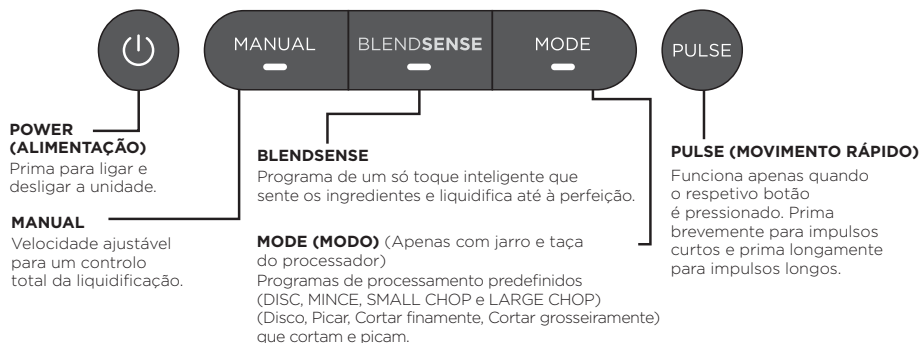 MANUAL
BLENDSENSE
MODE
PULSE
POWER
(ALIMENTAÇÃO)
Prima para ligar e
desligar a unidade.
MANUAL
Velocidade ajustável
para um controlo
total da liquidificação.
BLENDSENSE
Programa de um só toque inteligente que
sente os ingredientes e liquidifica até à perfeição.
MODE (MODO) (Apenas com jarro e taça
do processador)
Programas de processamento predefinidos
(DISC, MINCE, SMALL CHOP e LARGE CHOP)
(Disco, Picar, Cortar finamente, Cortar grosseiramente)
que cortam e picam.
PULSE (MOVIMENTO RÁPIDO)
Funciona apenas quando
o respetivo botão
é pressionado. Prima
brevemente para impulsos
curtos e prima longamente
para impulsos longos.